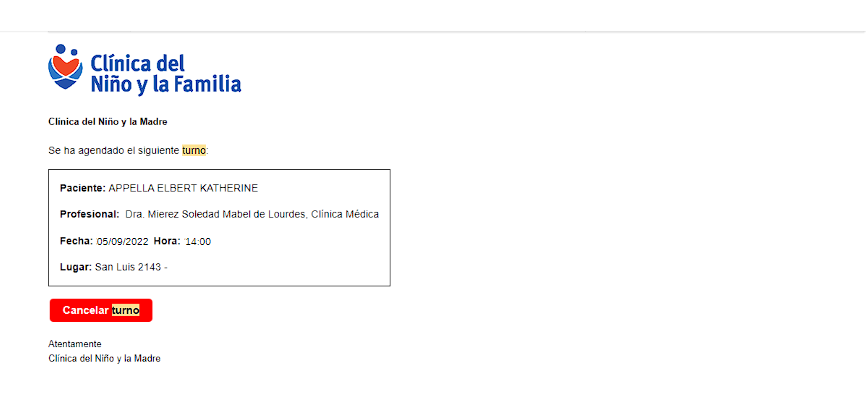 Clínica del
Niño y la Familia
Clínica del Niño y la Madre
Se ha agendado el siguiente turno:
Paciente: APPELLA ELBERT KATHERINE
Profesional: Dra. Mierez Soledad Mabel de Lourdes, Clínica Médica
Fecha: 05/09/2022 Hora: 14:00
Lugar: San Luis 2143 -
Cancelar turno
Atentamente
Clínica del Niño y la Madre